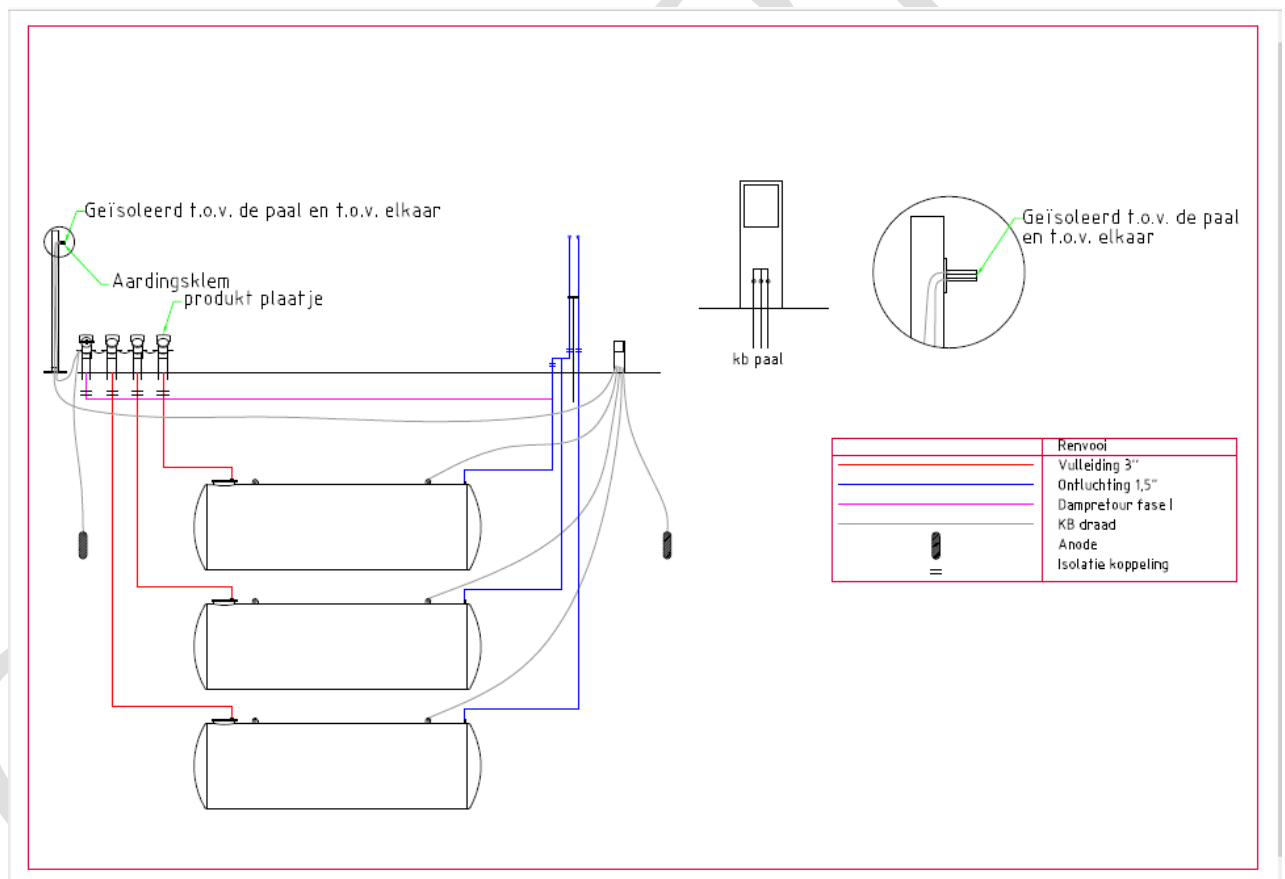 Geïsoleerd t.o.v. de paal en t.o.v. elkaar
Aardingsklem
produkt plaatje
kb paal
Geïsoleerd t.o.v. de paal
en t.o.v. elkaar
Renvooi
Vulleiding 3"
Ontluchting 1,5"
Dampretour fase I
KB draad
Anode
Isolatie koppeling